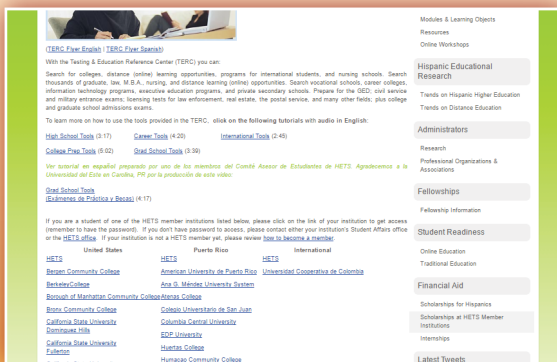 (TERC Flyer English | TERC Flyer Spanish)
With the Testing & Education Reference Center (TERC) you can:
Search for colleges, distance (online) learning opportunities, programs for international students, and nursing schools. Search
thousands of graduate, law, M.B.A., nursing, and distance learning (online) opportunities. Search vocational schools, career colleges,
information technology programs, executive education programs, and private secondary schools. Prepare for the GED; civil service
and military entrance exams; licensing tests for law enforcement, real estate, the postal service, and many other fields; plus college
and graduate school admissions exams.
To learn more on how to use the tools provided in the TERC, click on the following tutorials with audio in English:
High School Tools (3:17) Career Tools (4:20) International Tools (2:45)
College Prep Tools (5:02) Grad School Tools (3:39)
Ver tutorial en español preparado por uno de los miembros del Comité Asesor de Estudiantes de HETS. Agradecemos a la
Universidad del Este en Carolina, PR por la producción de este video:
Grad School Tools
(Exámenes de Práctica y Becas) (4:17)
If you are a student of one of the HETS member institutions listed below, please click on the link of your institution to get access
(remember to have the password). If you don't have password to access, please contact either your institution's Student Affairs office
or the HETS office. If your institution is not a HETS member yet, please review how to become a member.
United States Puerto Rico International
HETS HETS HETS
Bergen Community College American University of Puerto Rico Universidad Cooperativa de Colombia
BerkeleyCollege Ana G. Méndez University System
Borough of Manhattan Community College Atenas College
Bronx Community College Colegio Universitario de San Juan
California State University
Dominguez Hills
Columbia Central University
EDP University
California State University
Fullerton
Huertas College
Humacao Community College
Modules & Learning Objects
Resources
Online Workshops
Hispanic Educational
Research
Trends on Hispanic Higher Education
Trends on Distance Education
Administrators
Research
Professional Organizations &
Associations
Fellowships
Fellowship Information
Student Readiness
Online Education
Traditional Education
Financial Aid
Scholarships for Hispanics
Scholarships at HETS Member
Institutions
Internships
Latest Tweets